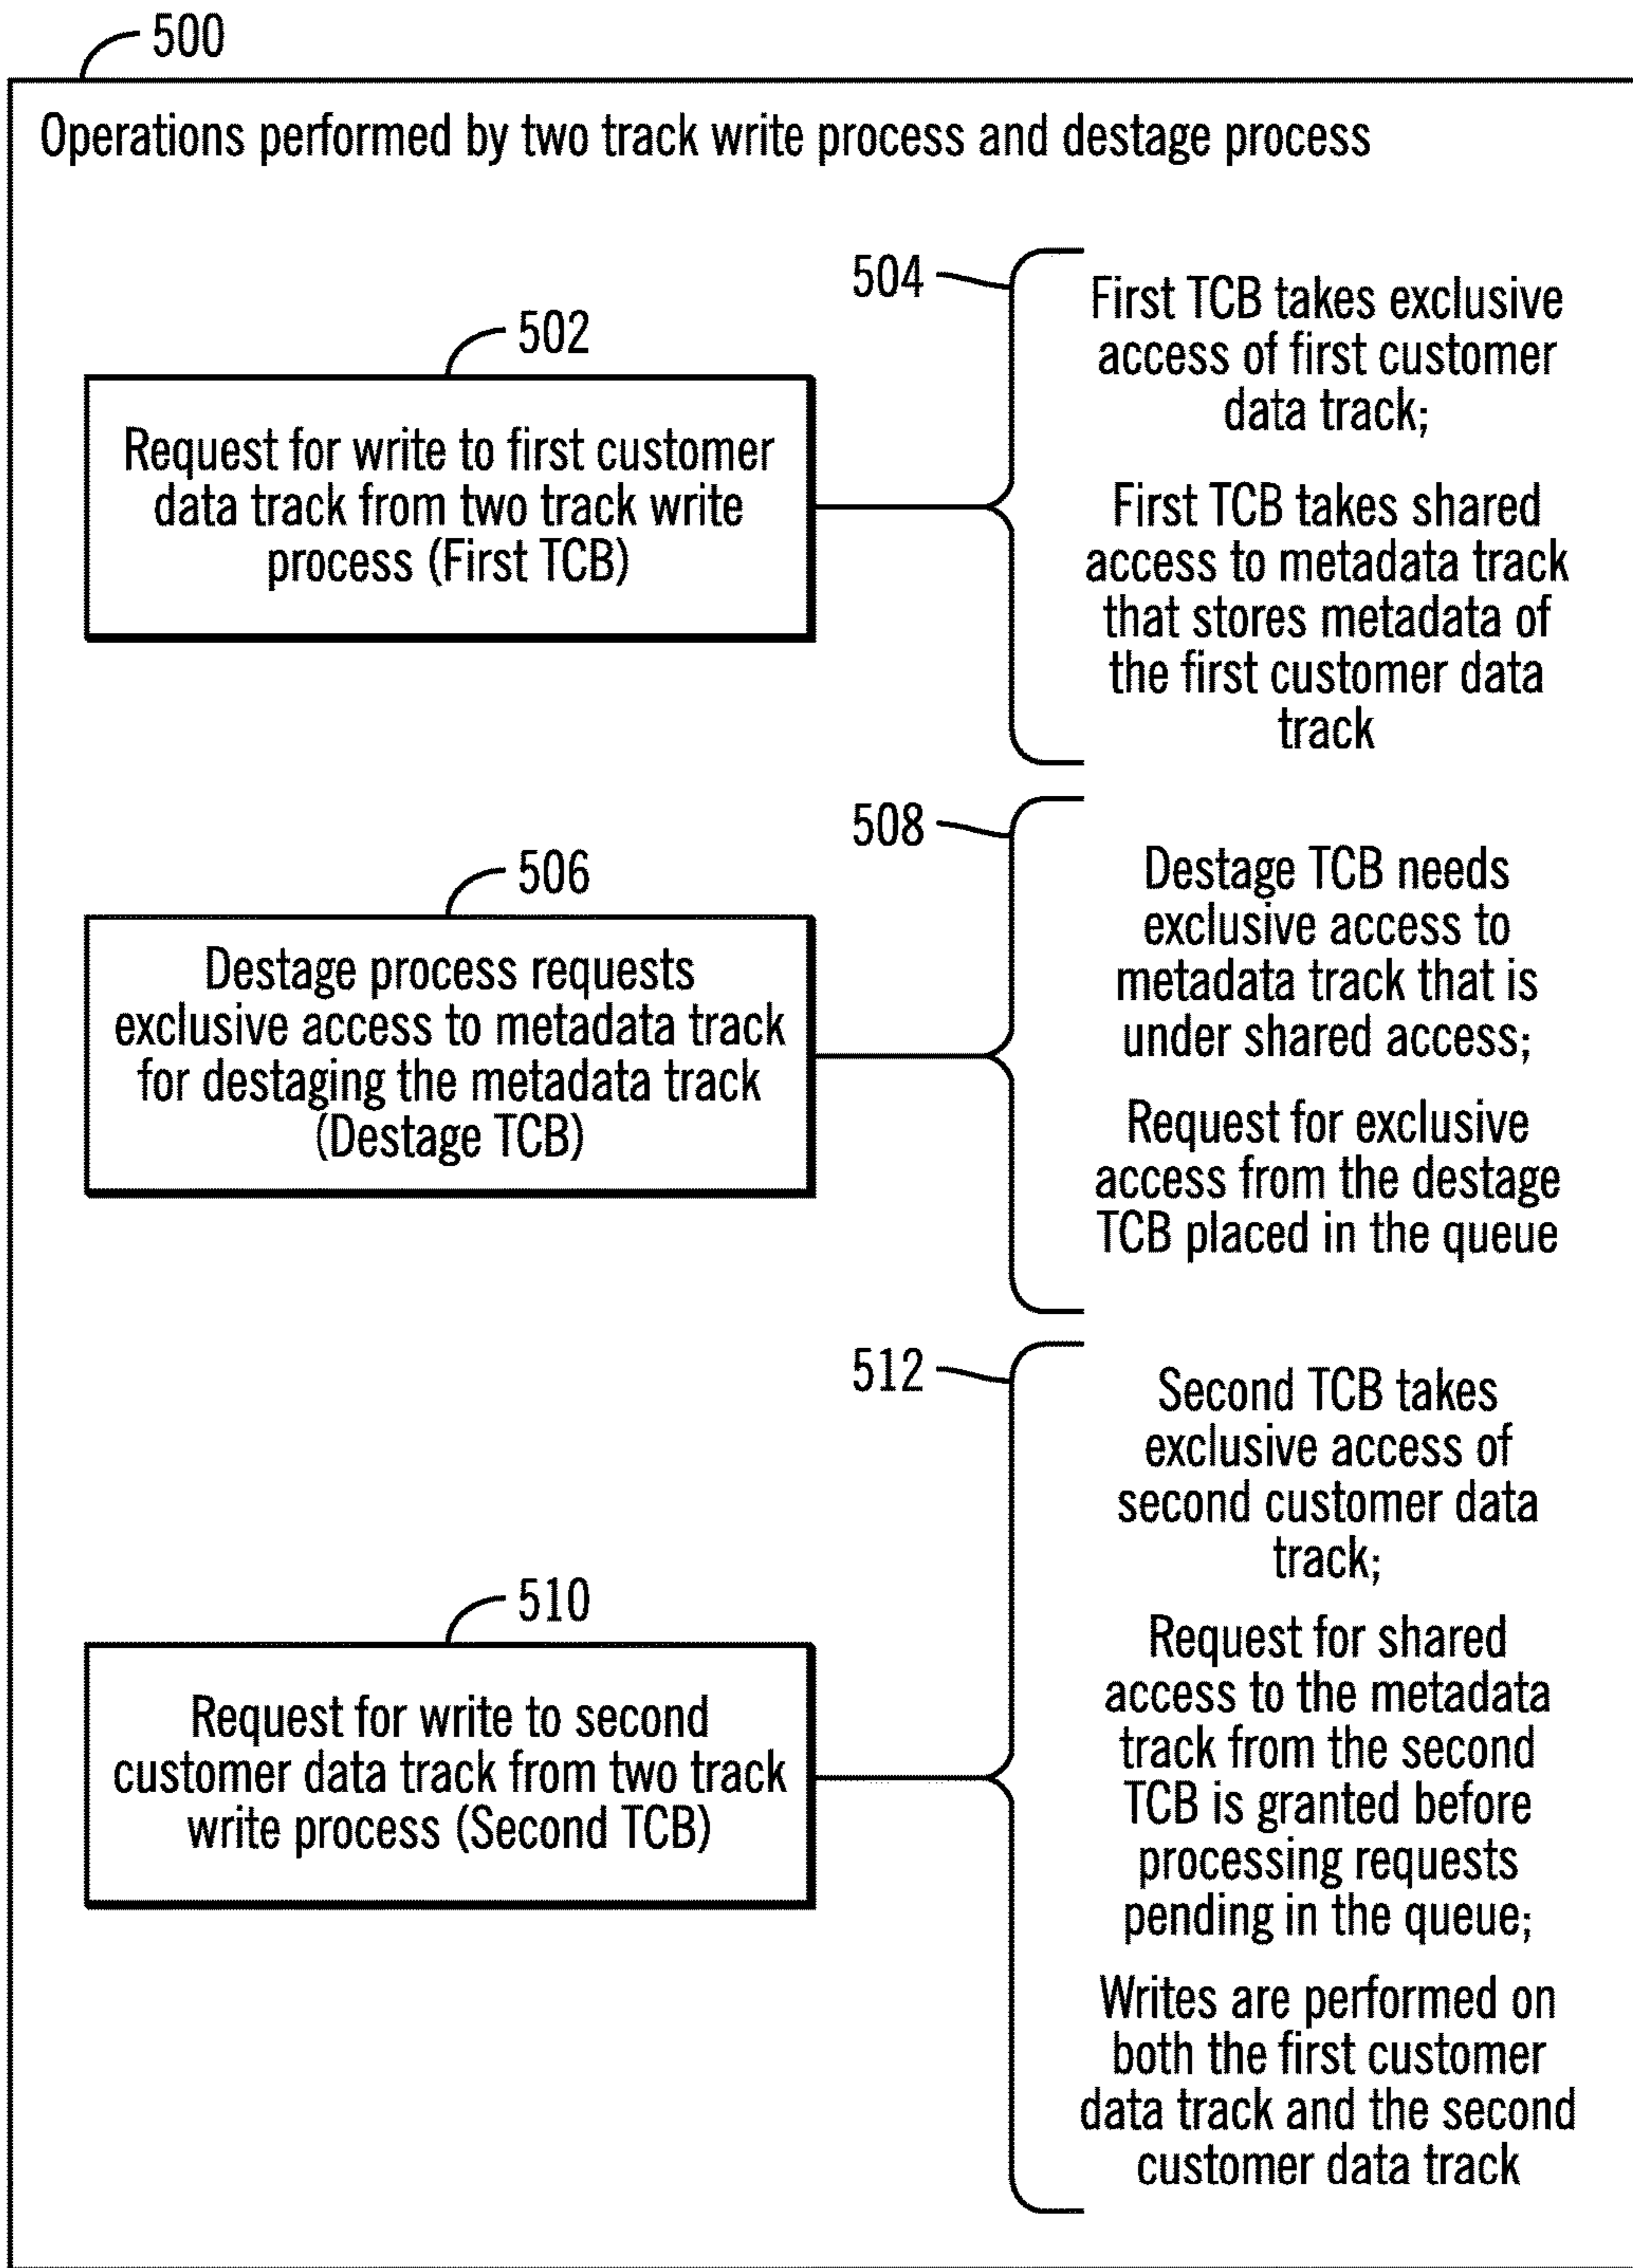 500
Operations performed by two track write process and destage process
502
Request for write to first customer
data track from two track write
process (First TCB)
504
First TCB takes exclusive
access of first customer
data track;
First TCB takes shared
access to metadata track
that stores metadata of
the first customer data
track
506
Destage process requests
exclusive access to metadata track
for destaging the metadata track
(Destage TCB)
508
Destage TCB needs
exclusive access to
metadata track that is
under shared access;
Request for exclusive
access from the destage
TCB placed in the queue
510
Request for write to second
customer data track from two track
write process (Second TCB)
512
Second TCB takes
exclusive access of
second customer data
track;
Request for shared
access to the metadata
track from the second
TCB is granted before
processing requests
pending in the queue;
Writes are performed on
both the first customer
data track and the second
customer data track